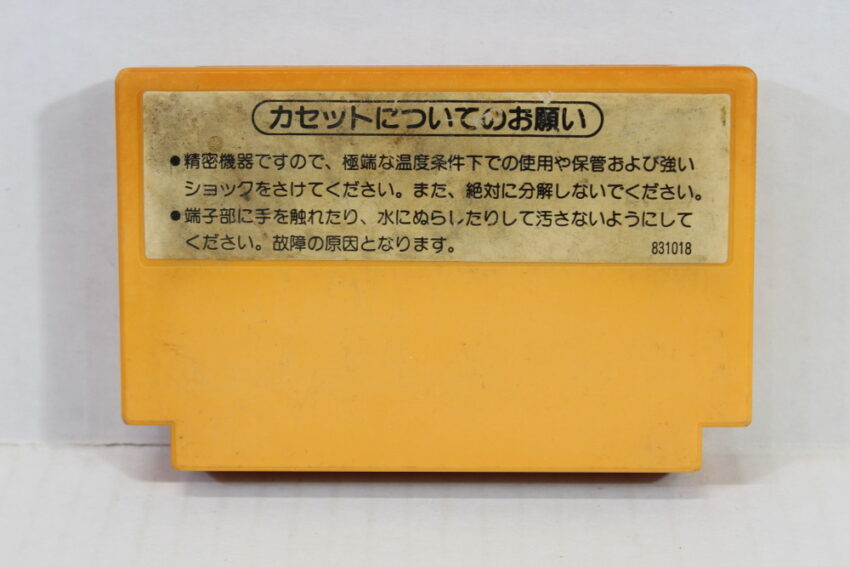 カセットについてのお願い
●精密機器ですので、極端な温度条件下での使用や保管および強い
ショックをさけてください。また、絶対に分解しないでください。
●端子部に手を触れたり、水にぬらしたりして汚さないようにして
ください。故障の原因となります。
831018